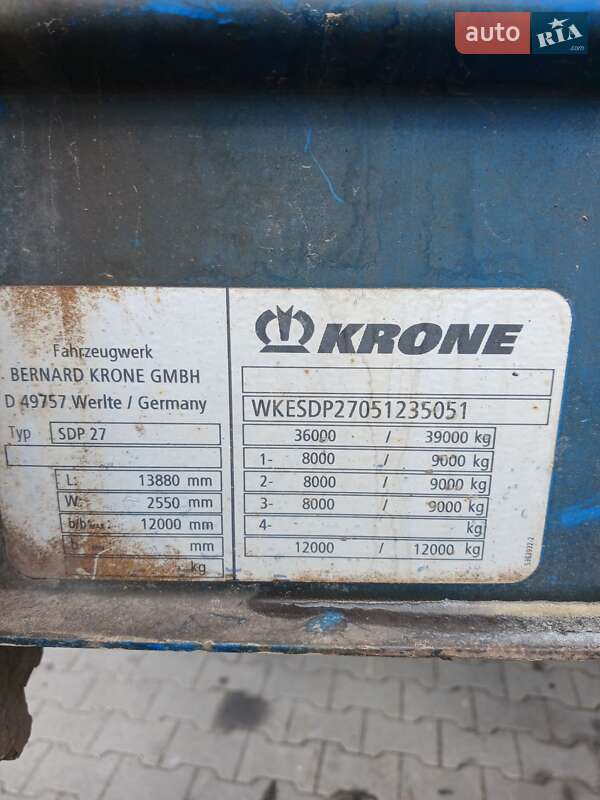 auto RIA .com
Fahrzeugwerk
BERNARD KRONE GMBH
D 49757 Werlte / Germany
Typ SDP 27
L: 13880 mm
W: 2550 mm
b/b MAX: 12000 mm
b mm
kg
KRONE
WKESDP27051235051
36000 / 39000 kg
1- 8000 / 9000 kg
2- 8000 / 9000 kg
3- 8000 / 9000 kg
4- kg
12000 / 12000 kg